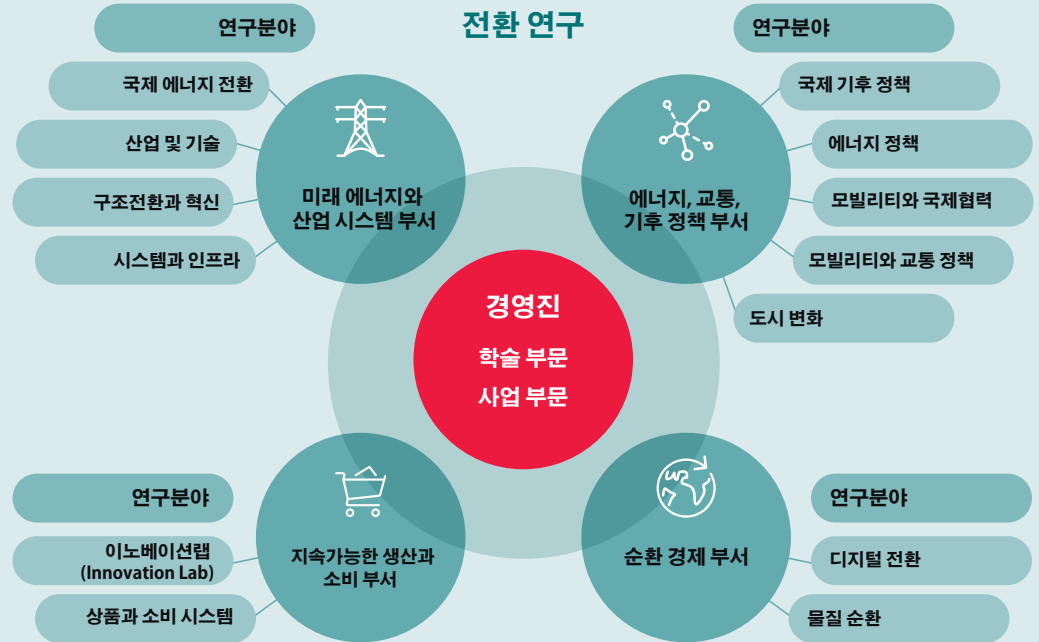 전환 연구
연구분야
국제 에너지 전환
산업 및 기술
구조전환과 혁신
시스템과 인프라
미래 에너지와
산업 시스템 부서
연구분야
국제 기후 정책
에너지 정책
모빌리티와 국제협력
모빌리티와 교통 정책
도시 변화
에너지, 교통,
기후 정책 부서
경영진
학술 부문
사업 부문
연구분야
이노베이션랩
(Innovation Lab)
상품과 소비 시스템
지속가능한 생산과
소비 부서
순환 경제 부서
연구분야
디지털 전환
물질 순환